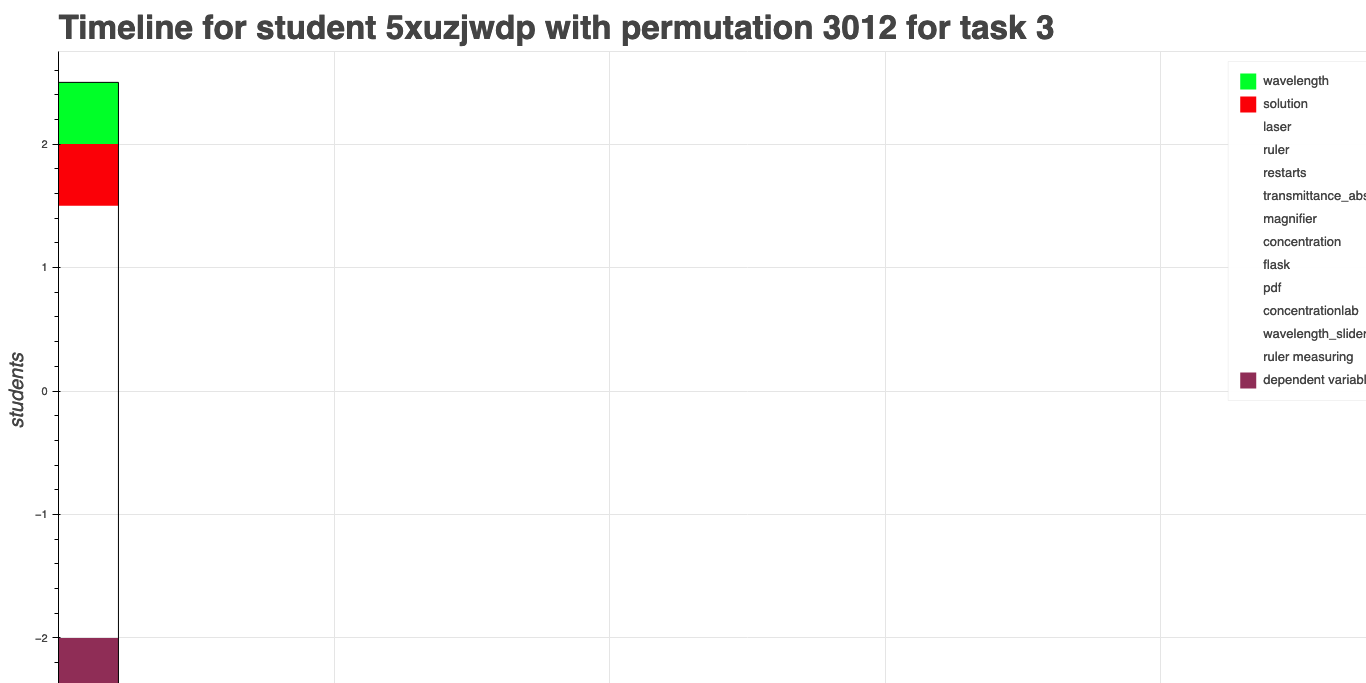 Timeline for student 5xuzjwdp with permutation 3012 for task 3
wavelength
solution
laser
ruler
restarts
transmittance_abs
magnifier
concentration
flask
pdf
concentrationlab
wavelength_slider
ruler measuring
dependent variabl
students
2
1
0
−1
−2